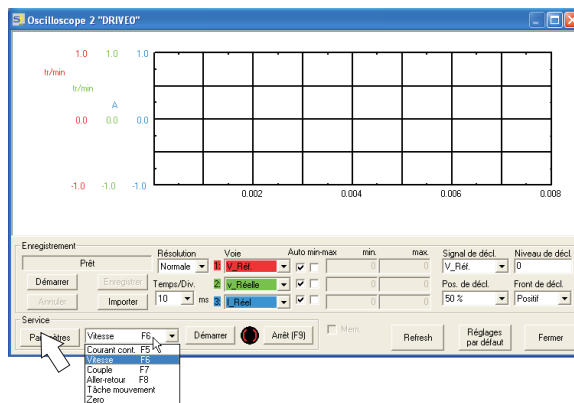 Oscilloscope 2 "DRIVE0"
1.0 1.0 1.0
tr/min
tr/min
A
0.0 0.0 0.0
-1.0 -1.0 -1.0
0.002 0.004 0.006 0.008
Enregistrement
Prêt
Démarrer Enregistrer
Annuler Importer
Résolution
Normale
Temps/Div.
10 ms
Voie Auto min-max min. max.
1: V_Réf. 0 0
2: v_Réelle 0 0
3: I_Réel 0 0
Signal de décl. Niveau de décl.
V_Réf. 0
Pos. de décl. Front de décl.
50 % Positif
Service
Paramètres Vitesse F6 Démarrer Arrêt (F9) Mem. Refresh Réglages par défaut Fermer
Courant cont. F5
Vitesse F6
Couple F7
Aller-retour F8
Tâche mouvement
Zero